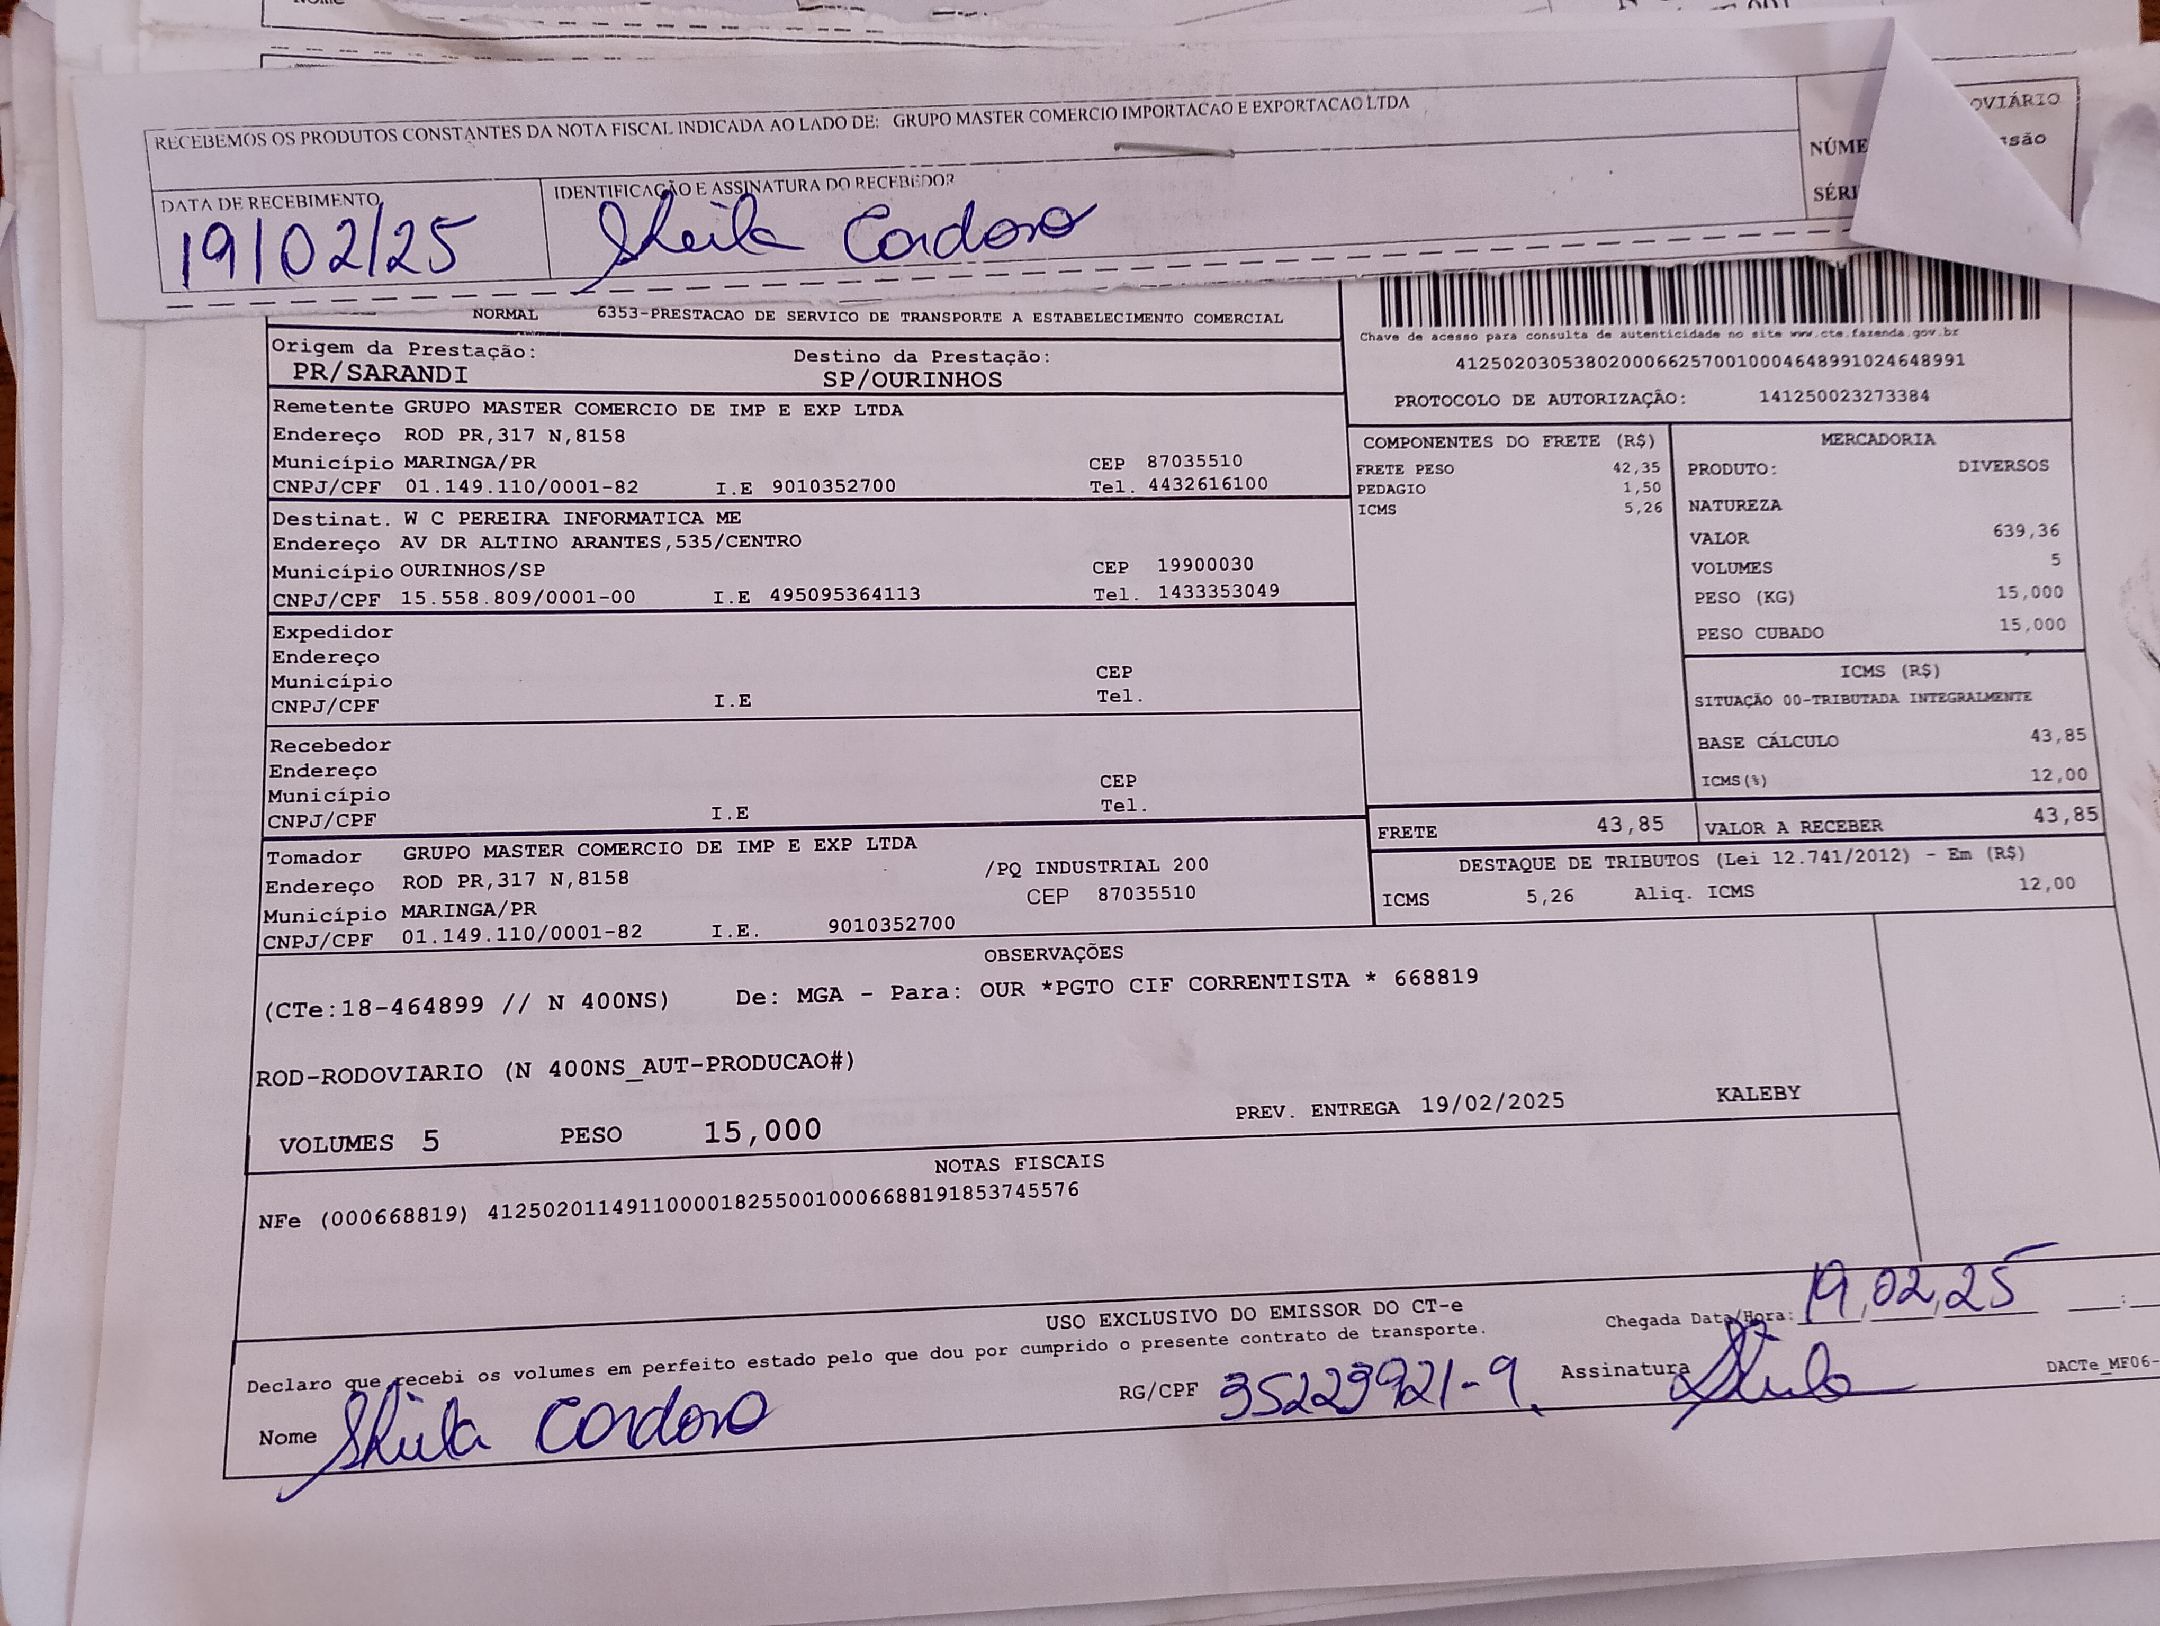 RECEBEMOS OS PRODUTOS CONSTANTES DA NOTA FISCAL INDICADA AO LADO DE: GRUPO MASTER COMERCIO IMPORTACAO E EXPORTACAO LTDA
DATA DE RECEBIMENTO
19/02/25
IDENTIFICAÇÃO E ASSINATURA DO RECEBEDOR
Sheila Cardoso
NORMAL 6353-PRESTACAO DE SERVICO DE TRANSPORTE A ESTABELECIMENTO COMERCIAL
Chave de acesso para consulta de autenticidade no site www.cte.fazenda.gov.br
41250203053802000662570010004648991024648991
PROTOCOLO DE AUTORIZAÇÃO: 141250023273384
Origem da Prestação:
PR/SARANDI
Destino da Prestação:
SP/OURINHOS
Remetente GRUPO MASTER COMERCIO DE IMP E EXP LTDA
Endereço ROD PR,317 N,8158
Município MARINGA/PR CEP 87035510
CNPJ/CPF 01.149.110/0001-82 I.E 9010352700 Tel. 4432616100
Destinat. W C PEREIRA INFORMATICA ME
Endereço AV DR ALTINO ARANTES,535/CENTRO
Município OURINHOS/SP CEP 19900030
CNPJ/CPF 15.558.809/0001-00 I.E 495095364113 Tel. 1433353049
Expedidor
Endereço
Município CEP
CNPJ/CPF I.E Tel.
Recebedor
Endereço
Município CEP
CNPJ/CPF I.E Tel.
Tomador GRUPO MASTER COMERCIO DE IMP E EXP LTDA
Endereço ROD PR,317 N,8158 /PQ INDUSTRIAL 200
Município MARINGA/PR CEP 87035510
CNPJ/CPF 01.149.110/0001-82 I.E. 9010352700
COMPONENTES DO FRETE (R$)
FRETE PESO 42,35
PEDAGIO 1,50
ICMS 5,26
MERCADORIA
PRODUTO: DIVERSOS
NATUREZA
VALOR 639,36
VOLUMES 5
PESO (KG) 15,000
PESO CUBADO 15,000
ICMS (R$)
SITUAÇÃO 00-TRIBUTADA INTEGRALMENTE
BASE CÁLCULO 43,85
ICMS(%) 12,00
FRETE 43,85 VALOR A RECEBER 43,85
DESTAQUE DE TRIBUTOS (Lei 12.741/2012) - Em (R$)
ICMS 5,26 Aliq. ICMS 12,00
OBSERVAÇÕES
(CTe:18-464899 // N 400NS) De: MGA - Para: OUR *PGTO CIF CORRENTISTA * 668819
ROD-RODOVIARIO (N 400NS_AUT-PRODUCAO#)
VOLUMES 5 PESO 15,000 PREV. ENTREGA 19/02/2025 KALEBY
NOTAS FISCAIS
NFe (000668819) 41250201149110000182550010006688191853745576
USO EXCLUSIVO DO EMISSOR DO CT-e
Declaro que recebi os volumes em perfeito estado pelo que dou por cumprido o presente contrato de transporte.
Chegada Data/Hora: 19,02,25
Nome Sheila Cardoso RG/CPF 35223921-9. Assinatura Sheila